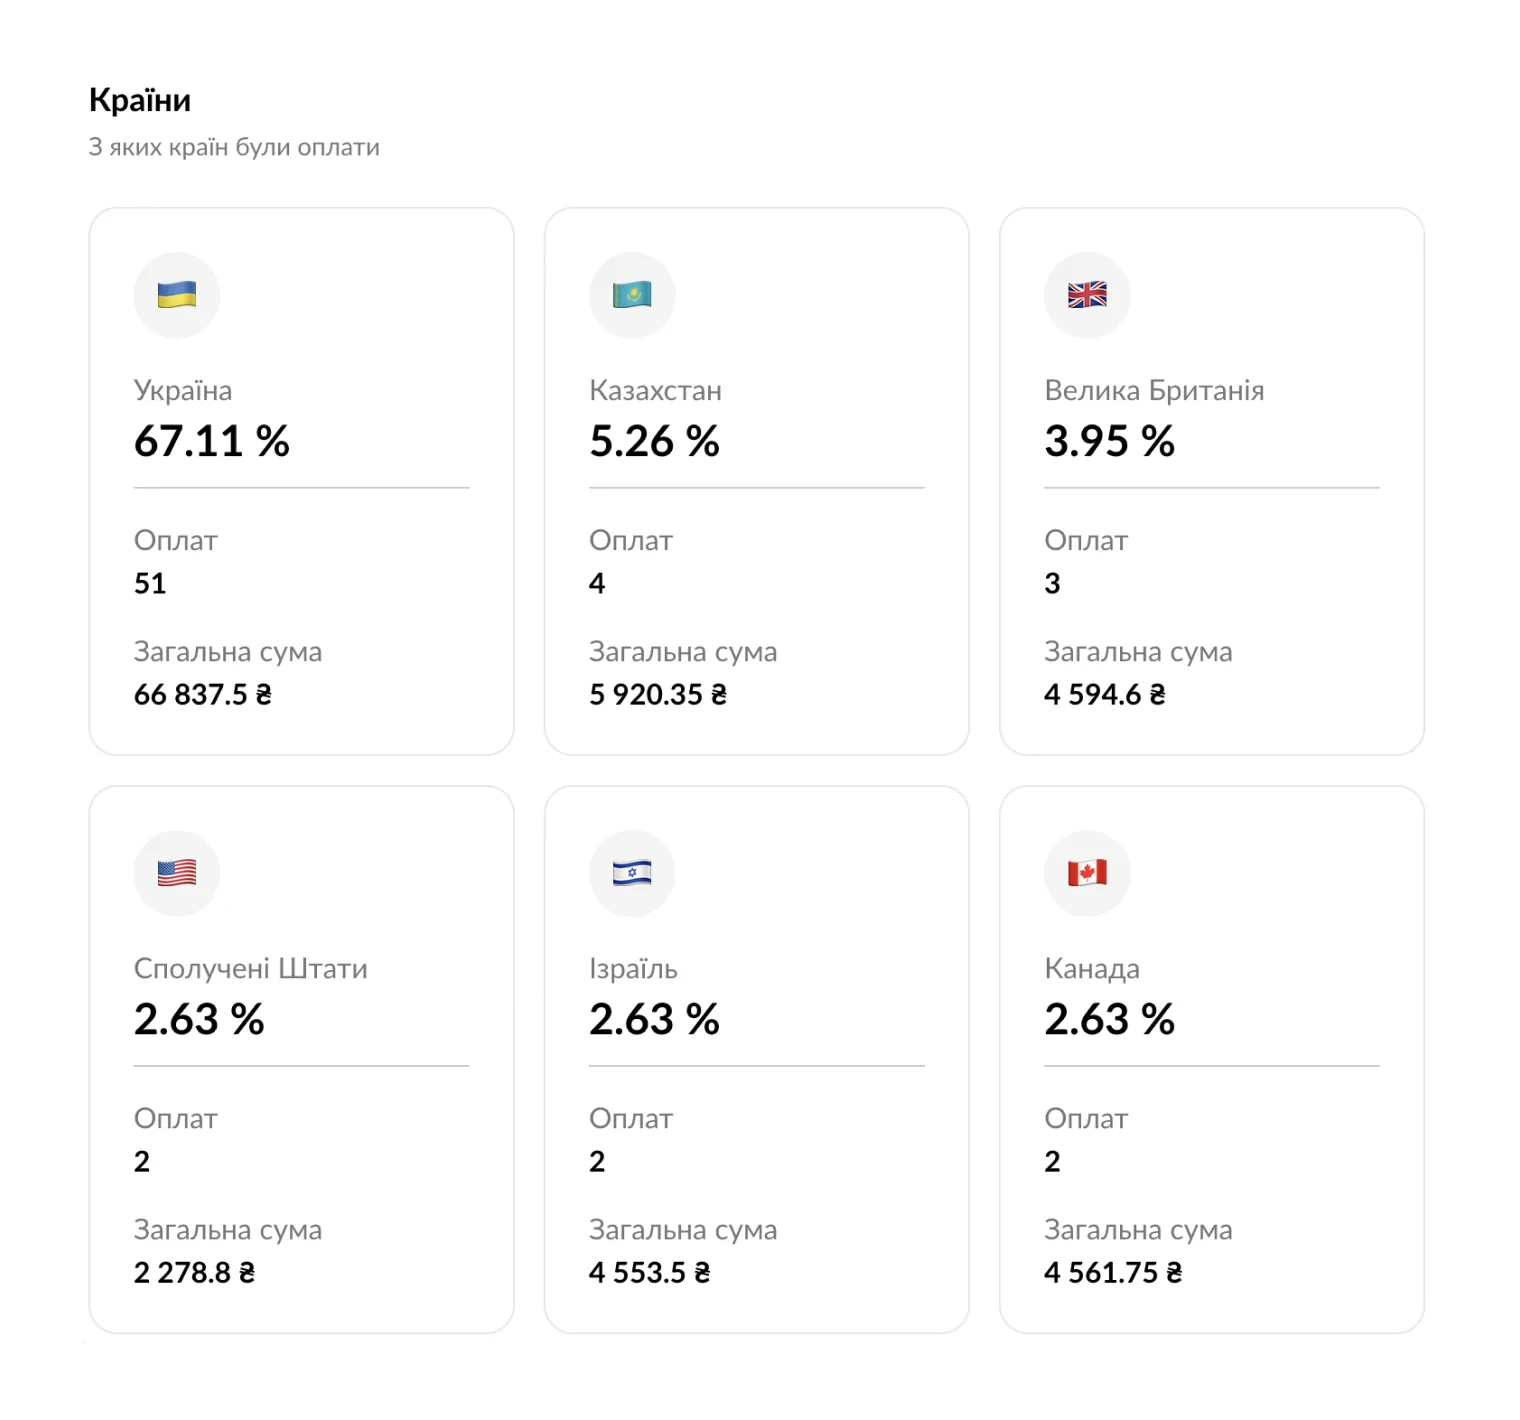 Країни
З яких країн були оплати
Україна
67.11 %
Оплат
51
Загальна сума
66 837.5 ₴
Казахстан
5.26 %
Оплат
4
Загальна сума
5 920.35 ₴
Велика Британія
3.95 %
Оплат
3
Загальна сума
4 594.6 ₴
Сполучені Штати
2.63 %
Оплат
2
Загальна сума
2 278.8 ₴
Ізраїль
2.63 %
Оплат
2
Загальна сума
4 553.5 ₴
Канада
2.63 %
Оплат
2
Загальна сума
4 561.75 ₴